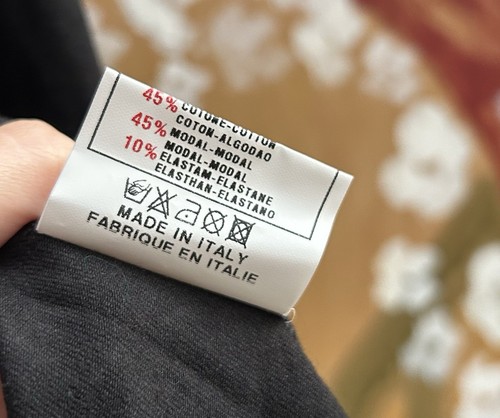 45% COTONE-COTTON
COTON-ALGODAO
45% MODAL-MODAL
MODAL-MODAL
10% ELASTAM-ELASTANE
ELASTHAN-ELASTANO
MADE IN ITALY
FABRIQUE EN ITALIE